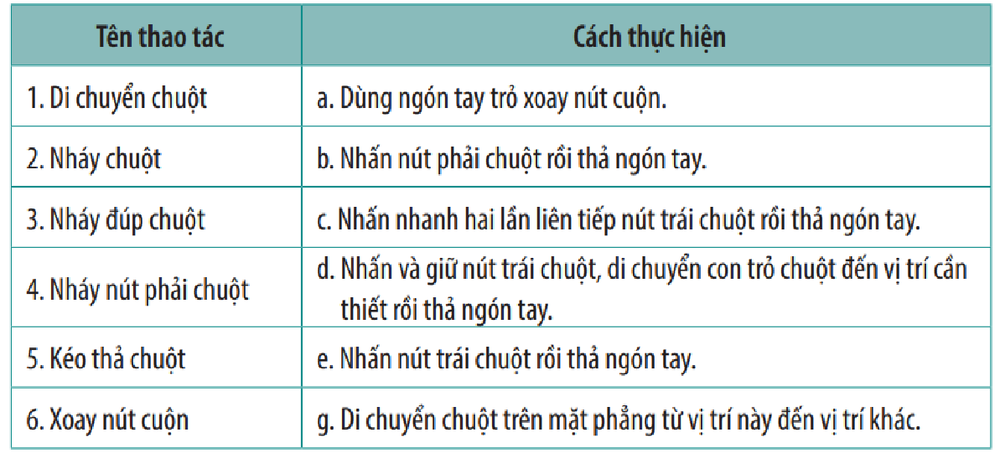 Tên thao tác
Cách thực hiện
1. Di chuyển chuột
a. Dùng ngón tay trỏ xoay nút cuộn.
2. Nháy chuột
b. Nhấn nút phải chuột rồi thả ngón tay.
3. Nháy đúp chuột
c. Nhấn nhanh hai lần liên tiếp nút trái chuột rồi thả ngón tay.
4. Nháy nút phải chuột
d. Nhấn và giữ nút trái chuột, di chuyển con trỏ chuột đến vị trí cần
thiết rồi thả ngón tay.
5. Kéo thả chuột
e. Nhấn nút trái chuột rồi thả ngón tay.
6. Xoay nút cuộn
g. Di chuyển chuột trên mặt phẳng từ vị trí này đến vị trí khác.